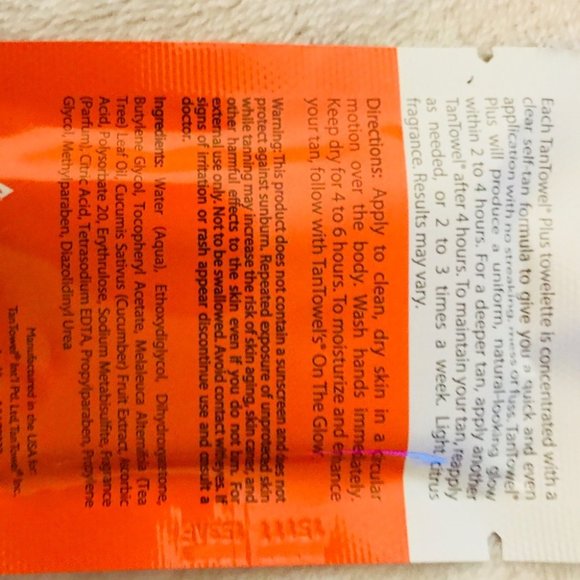 Each TanTowel® Plus towelette is concentrated with a
clear self-tan formula to give you a quick and even
application with no streaking, mess or fuss. TanTowel®
Plus will produce a uniform, natural-looking glow
within 2 to 4 hours. For a deeper tan, apply another
TanTowel® after 4 hours. To maintain your tan, reapply
as needed, or 2 to 3 times a week. Light citrus
fragrance. Results may vary.
Directions: Apply to clean, dry skin in a circular
motion over the body. Wash hands immediately.
Keep dry for 4 to 6 hours. To moisturize and enhance
your tan, follow with TanTowel's® On The Glow
Warning: This product does not contain a sunscreen and does not
protect against sunburn. Repeated exposure of unprotected skin
while tanning may increase the risk of skin aging, skin cancer, and
other harmful effects to the skin even if you do not burn. For
external use only. Not to be swallowed. Avoid contact with eyes. If
signs of irritation or rash appear discontinue use and consult a
doctor.
Ingredients: Water (Aqua), Ethoxydiglycol, Dihydroxyacetone,
Butylene Glycol, Tocopheryl Acetate, Melaleuca Alternifolia (Tea
Tree) Leaf Oil, Cucumis Sativus (Cucumber) Fruit Extract, Ascorbic
Acid, Polysorbate 20, Erythrulose, Sodium Metabisulfite, Fragrance
(Parfum), Citric Acid, Tetrasodium EDTA, Propylparaben, Propylene
Glycol, Methylparaben, Diazolidinyl Urea
Manufactured in the USA for
TanTowel® Int'l Pty. Ltd, TanTowel® Inc.